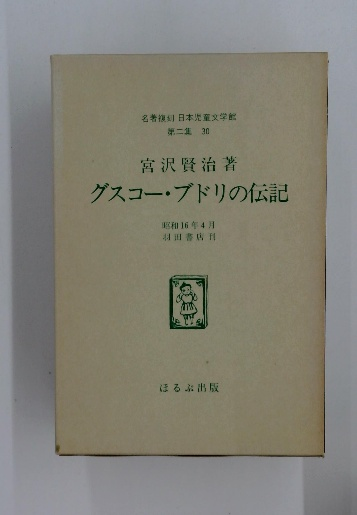 名著復刻 日本児童文学館
第二集 30
宮沢賢治著
グスコー・ブドリの伝記
昭和16年4月
羽田書店刊
ほるぷ出版